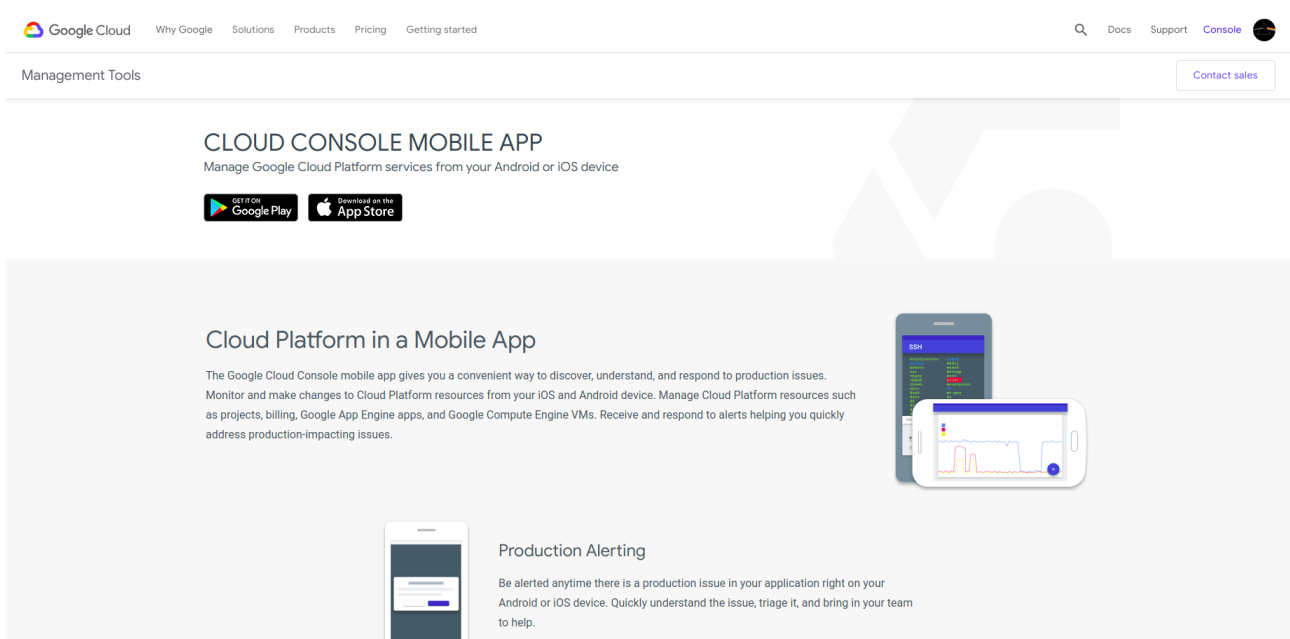 Google Cloud Why Google Solutions Products Pricing Getting started Docs Support Console
Management Tools Contact sales
CLOUD CONSOLE MOBILE APP
Manage Google Cloud Platform services from your Android or iOS device
GET IT ON
Google Play
Download on the
App Store
Cloud Platform in a Mobile App
The Google Cloud Console mobile app gives you a convenient way to discover, understand, and respond to production issues.
Monitor and make changes to Cloud Platform resources from your iOS and Android device. Manage Cloud Platform resources such
as projects, billing, Google App Engine apps, and Google Compute Engine VMs. Receive and respond to alerts helping you quickly
address production-impacting issues.
SSH
Production Alerting
Be alerted anytime there is a production issue in your application right on your
Android or iOS device. Quickly understand the issue, triage it, and bring in your team
to help.